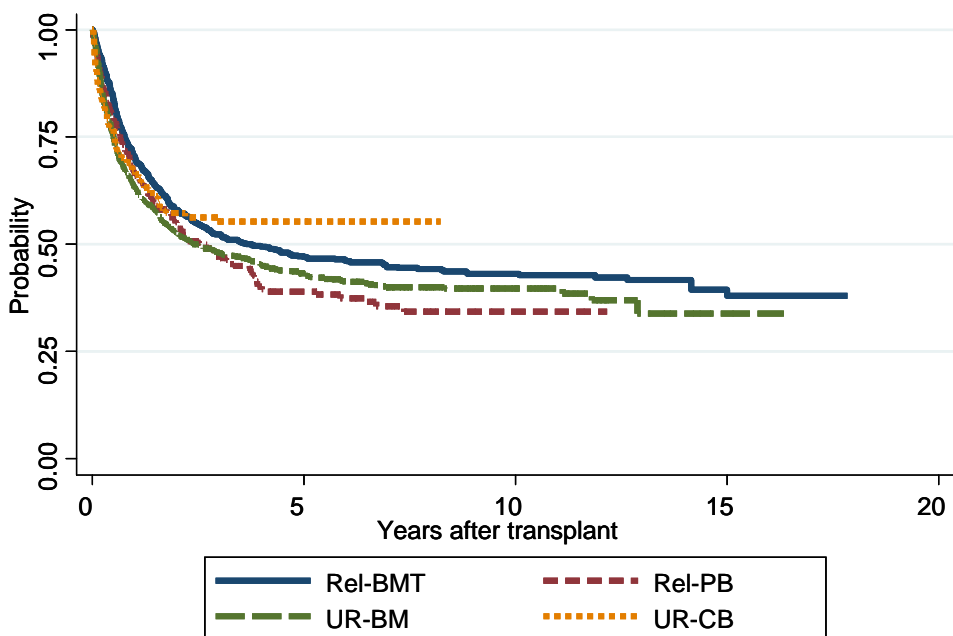 1.00
0.75
0.50
0.25
0.00
Probability
0 5 10 15 20
Years after transplant
Rel-BMT Rel-PB
UR-BM UR-CB